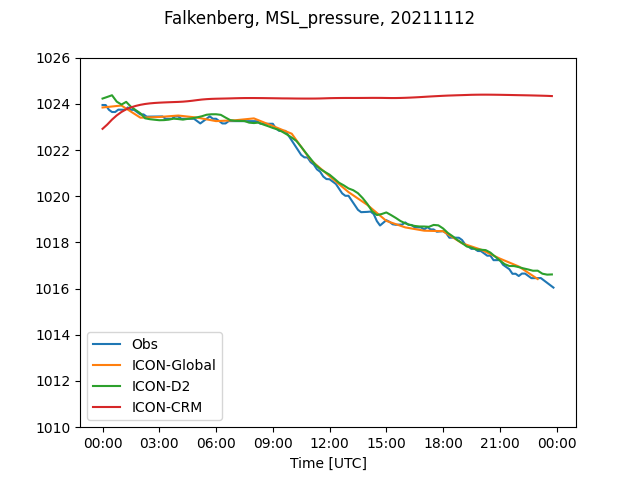 Falkenberg, MSL_pressure, 20211112
1026
1024
1022
1020
1018
1016
1014
1012
1010
Obs
ICON-Global
ICON-D2
ICON-CRM
00:00 03:00 06:00 09:00 12:00 15:00 18:00 21:00 00:00
Time [UTC]